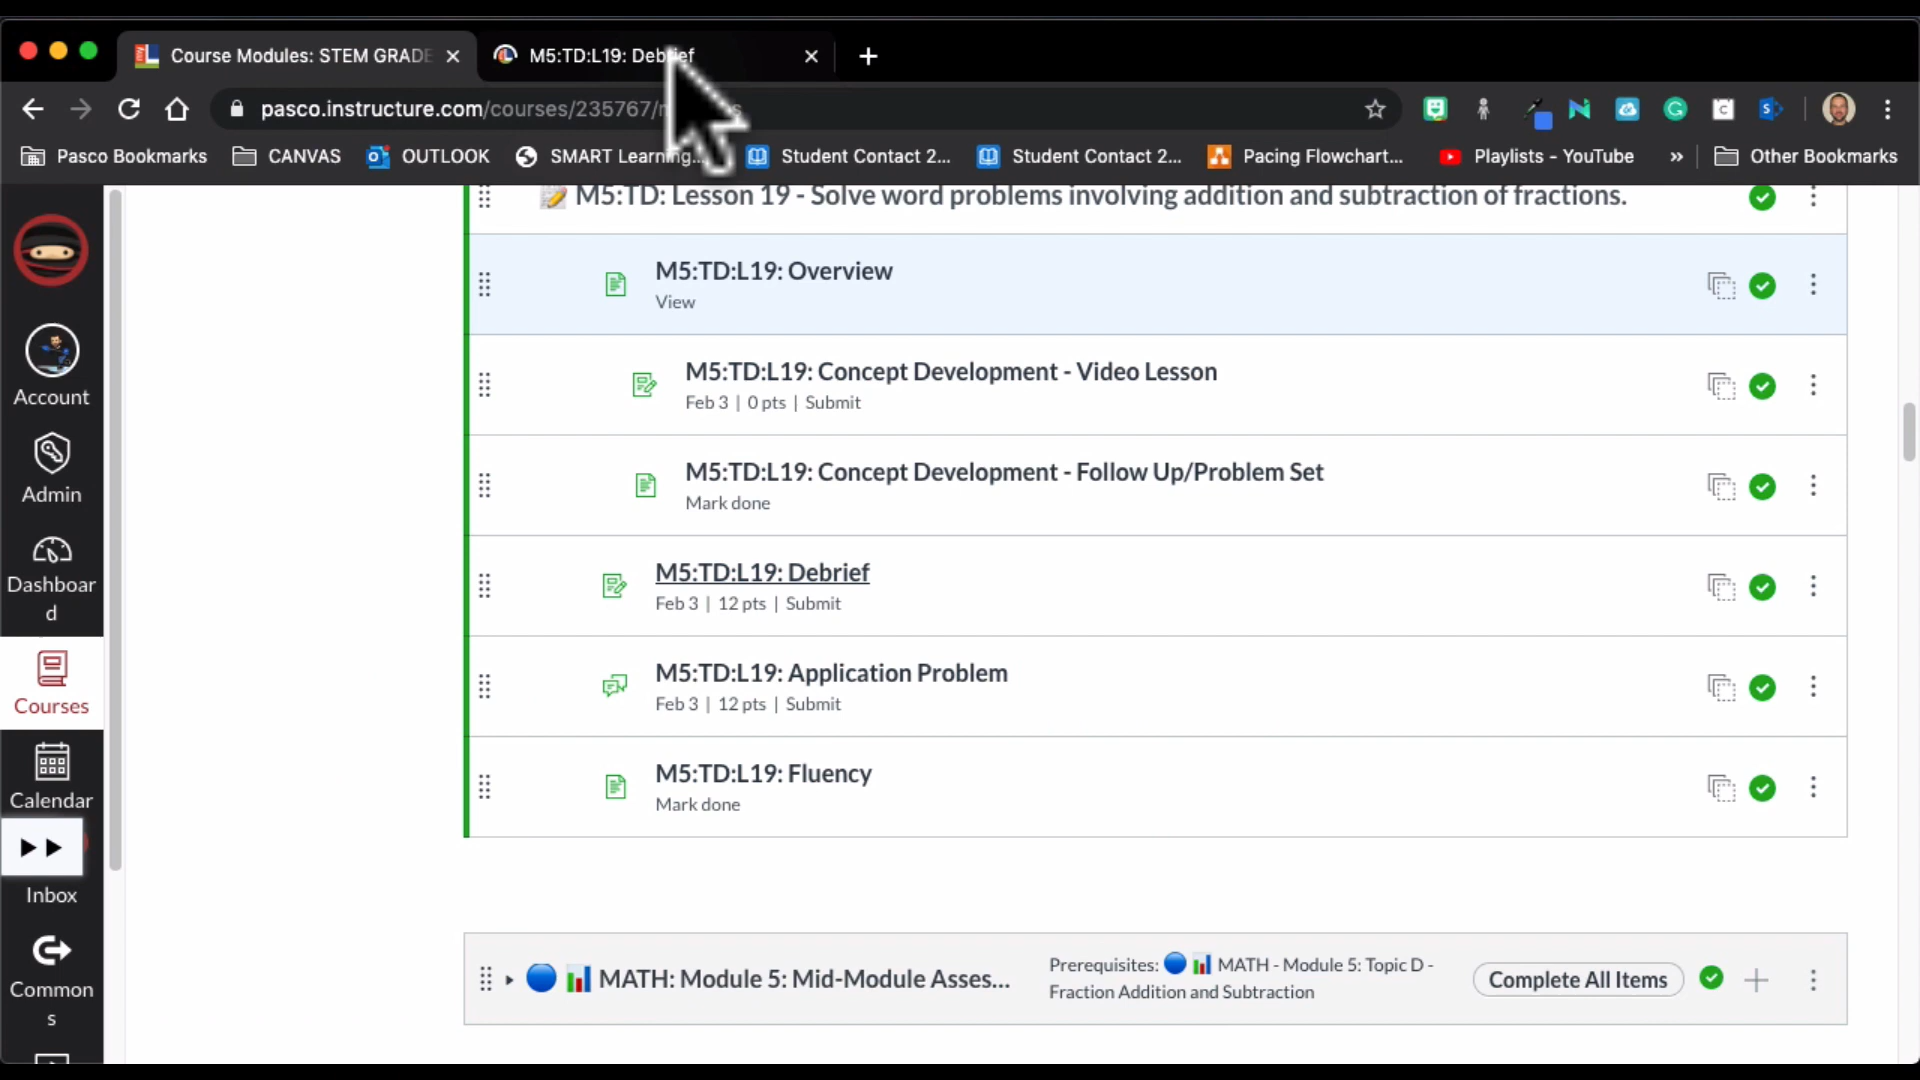 Course Modules: STEM GRADE
M5:TD:L19: Debrief
pasco.instructure.com/courses/235767/
Pasco Bookmarks
CANVAS
OUTLOOK
SMART Learning...
Student Contact 2...
Student Contact 2...
Pacing Flowchart...
Playlists - YouTube
»
Other Bookmarks
M5:TD: Lesson 19 - Solve word problems involving addition and subtraction of fractions.
M5:TD:L19: Overview
View
M5:TD:L19: Concept Development - Video Lesson
Feb 3 | 0 pts | Submit
M5:TD:L19: Concept Development - Follow Up/Problem Set
Mark done
M5:TD:L19: Debrief
Feb 3 | 12 pts | Submit
M5:TD:L19: Application Problem
Feb 3 | 12 pts | Submit
M5:TD:L19: Fluency
Mark done
MATH: Module 5: Mid-Module Asses...
Prerequisites: MATH - Module 5: Topic D -
Fraction Addition and Subtraction
Complete All Items
Account
Admin
Dashboar
d
Courses
Calendar
Inbox
Common
s